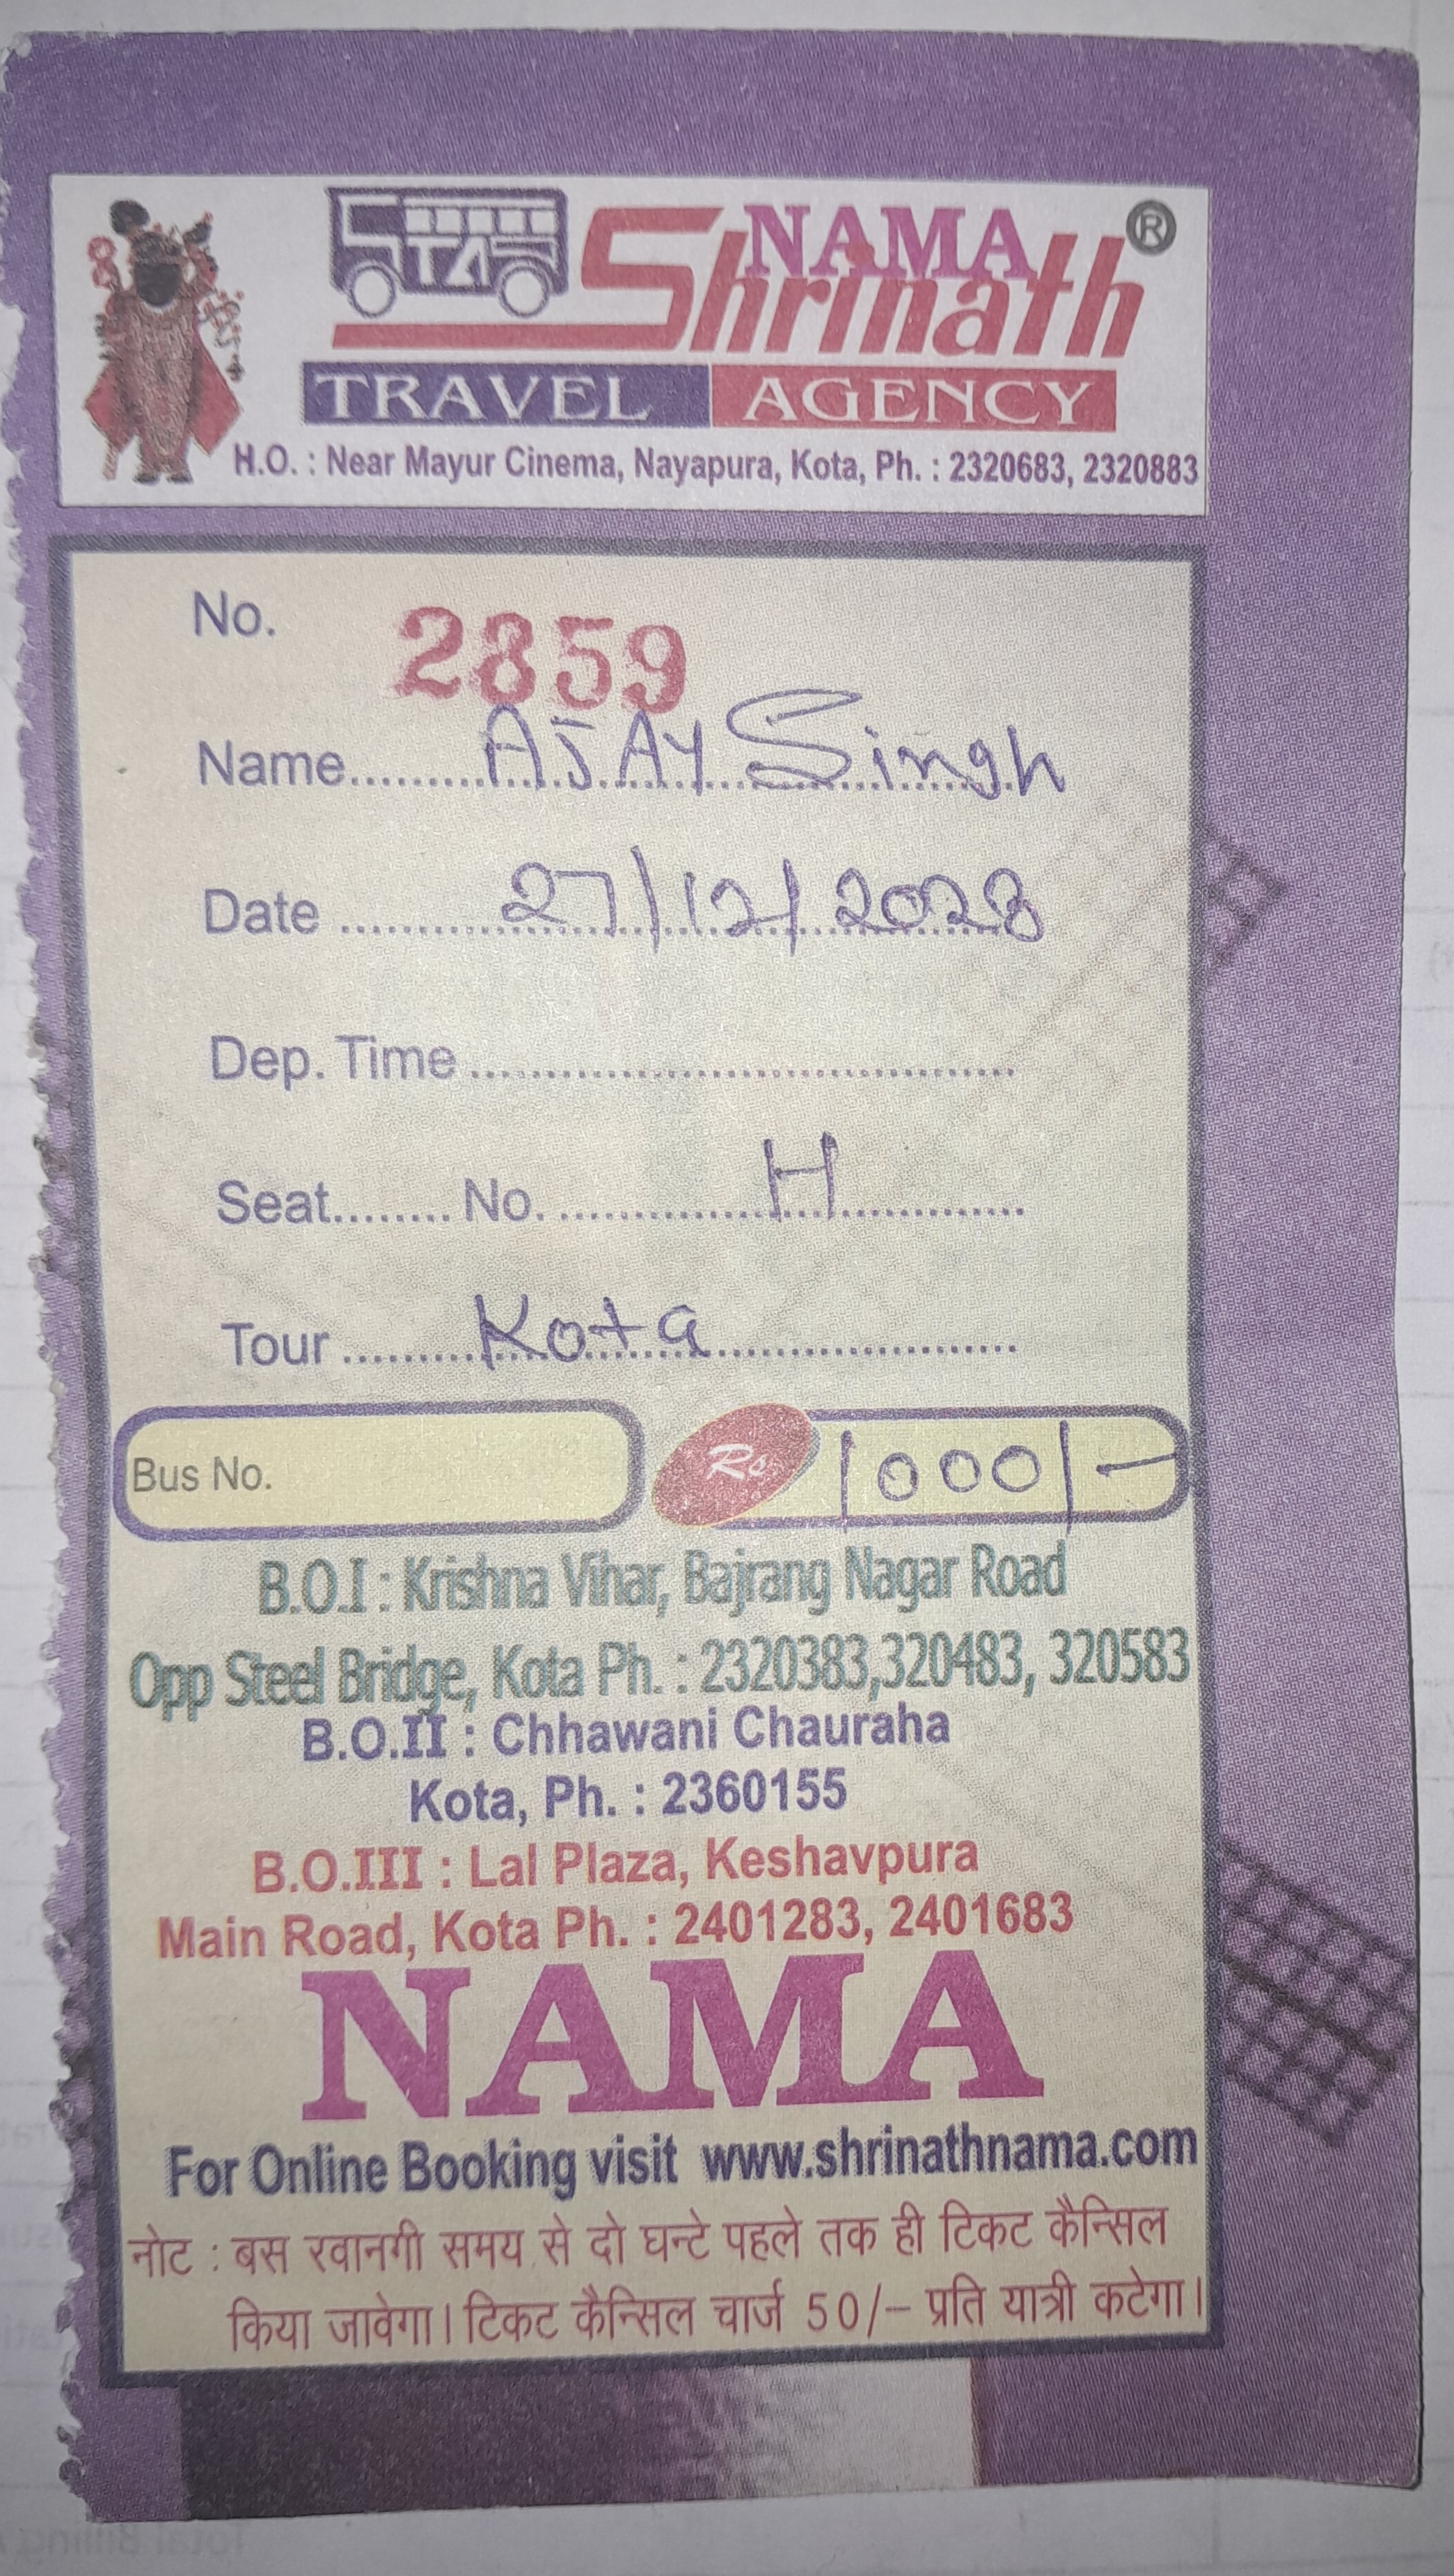 STA NAMA Shrinath ®
TRAVEL AGENCY
H.O. : Near Mayur Cinema, Nayapura, Kota, Ph. : 2320683, 2320883
No. 2859
Name.......... AJAY Singh
Date .......... 27/12/2023
Dep. Time ..........
Seat........ No. .......... H
Tour .......... Kota
Bus No. Rs. 1000/-
B.O.I : Krishna Vihar, Bajrang Nagar Road
Opp Steel Bridge, Kota Ph. : 2320383,320483, 320583
B.O.II : Chhawani Chauraha
Kota, Ph. : 2360155
B.O.III : Lal Plaza, Keshavpura
Main Road, Kota Ph. : 2401283, 2401683
NAMA
For Online Booking visit www.shrinathnama.com
नोट : बस रवानगी समय से दो घन्टे पहले तक ही टिकट कैन्सिल
किया जावेगा। टिकट कैन्सिल चार्ज 50/- प्रति यात्री कटेगा।